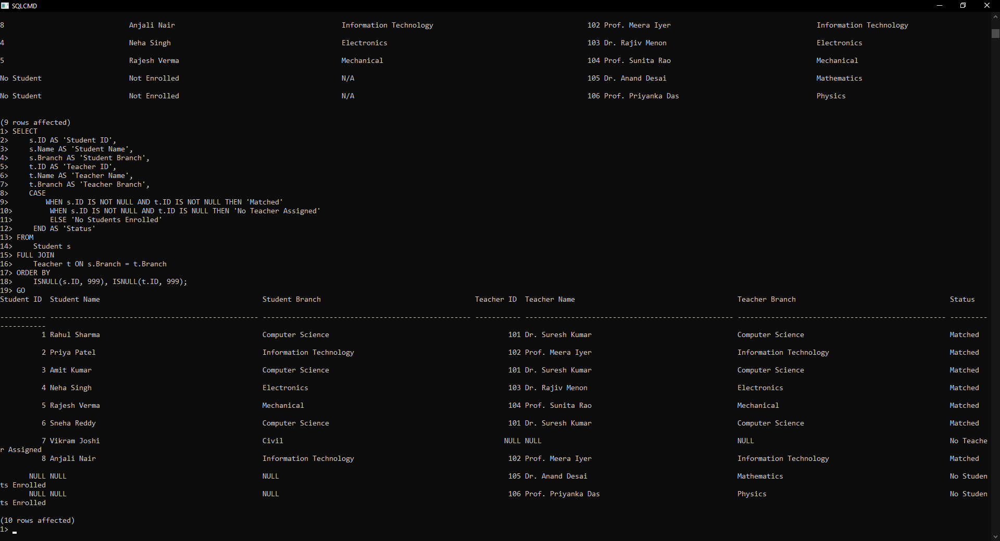 SQLCMD
8 Anjali Nair Information Technology 102 Prof. Meera Iyer Information Technology
4 Neha Singh Electronics 103 Dr. Rajiv Menon Electronics
5 Rajesh Verma Mechanical 104 Prof. Sunita Rao Mechanical
No Student Not Enrolled N/A 105 Dr. Anand Desai Mathematics
No Student Not Enrolled N/A 106 Prof. Priyanka Das Physics
(9 rows affected)
1> SELECT
2>     s.ID AS 'Student ID',
3>     s.Name AS 'Student Name',
4>     s.Branch AS 'Student Branch',
5>     t.ID AS 'Teacher ID',
6>     t.Name AS 'Teacher Name',
7>     t.Branch AS 'Teacher Branch',
8>     CASE
9>         WHEN s.ID IS NOT NULL AND t.ID IS NOT NULL THEN 'Matched'
10>         WHEN s.ID IS NOT NULL AND t.ID IS NULL THEN 'No Teacher Assigned'
11>         ELSE 'No Students Enrolled'
12>     END AS 'Status'
13> FROM
14>     Student s
15> FULL JOIN
16>     Teacher t ON s.Branch = t.Branch
17> ORDER BY
18>     ISNULL(s.ID, 999), ISNULL(t.ID, 999);
19> GO
Student ID  Student Name Student Branch Teacher ID  Teacher Name Teacher Branch Status
----------- -------------------------------------------------- -------------------------------------------------- ----------- -------------------------------------------------- -------------------------------------------------- ---------
-----------
1 Rahul Sharma Computer Science 101 Dr. Suresh Kumar Computer Science Matched
2 Priya Patel Information Technology 102 Prof. Meera Iyer Information Technology Matched
3 Amit Kumar Computer Science 101 Dr. Suresh Kumar Computer Science Matched
4 Neha Singh Electronics 103 Dr. Rajiv Menon Electronics Matched
5 Rajesh Verma Mechanical 104 Prof. Sunita Rao Mechanical Matched
6 Sneha Reddy Computer Science 101 Dr. Suresh Kumar Computer Science Matched
7 Vikram Joshi Civil NULL NULL NULL No Teache
r Assigned
8 Anjali Nair Information Technology 102 Prof. Meera Iyer Information Technology Matched
NULL NULL NULL 105 Dr. Anand Desai Mathematics No Studen
ts Enrolled
NULL NULL NULL 106 Prof. Priyanka Das Physics No Studen
ts Enrolled
(10 rows affected)
1>